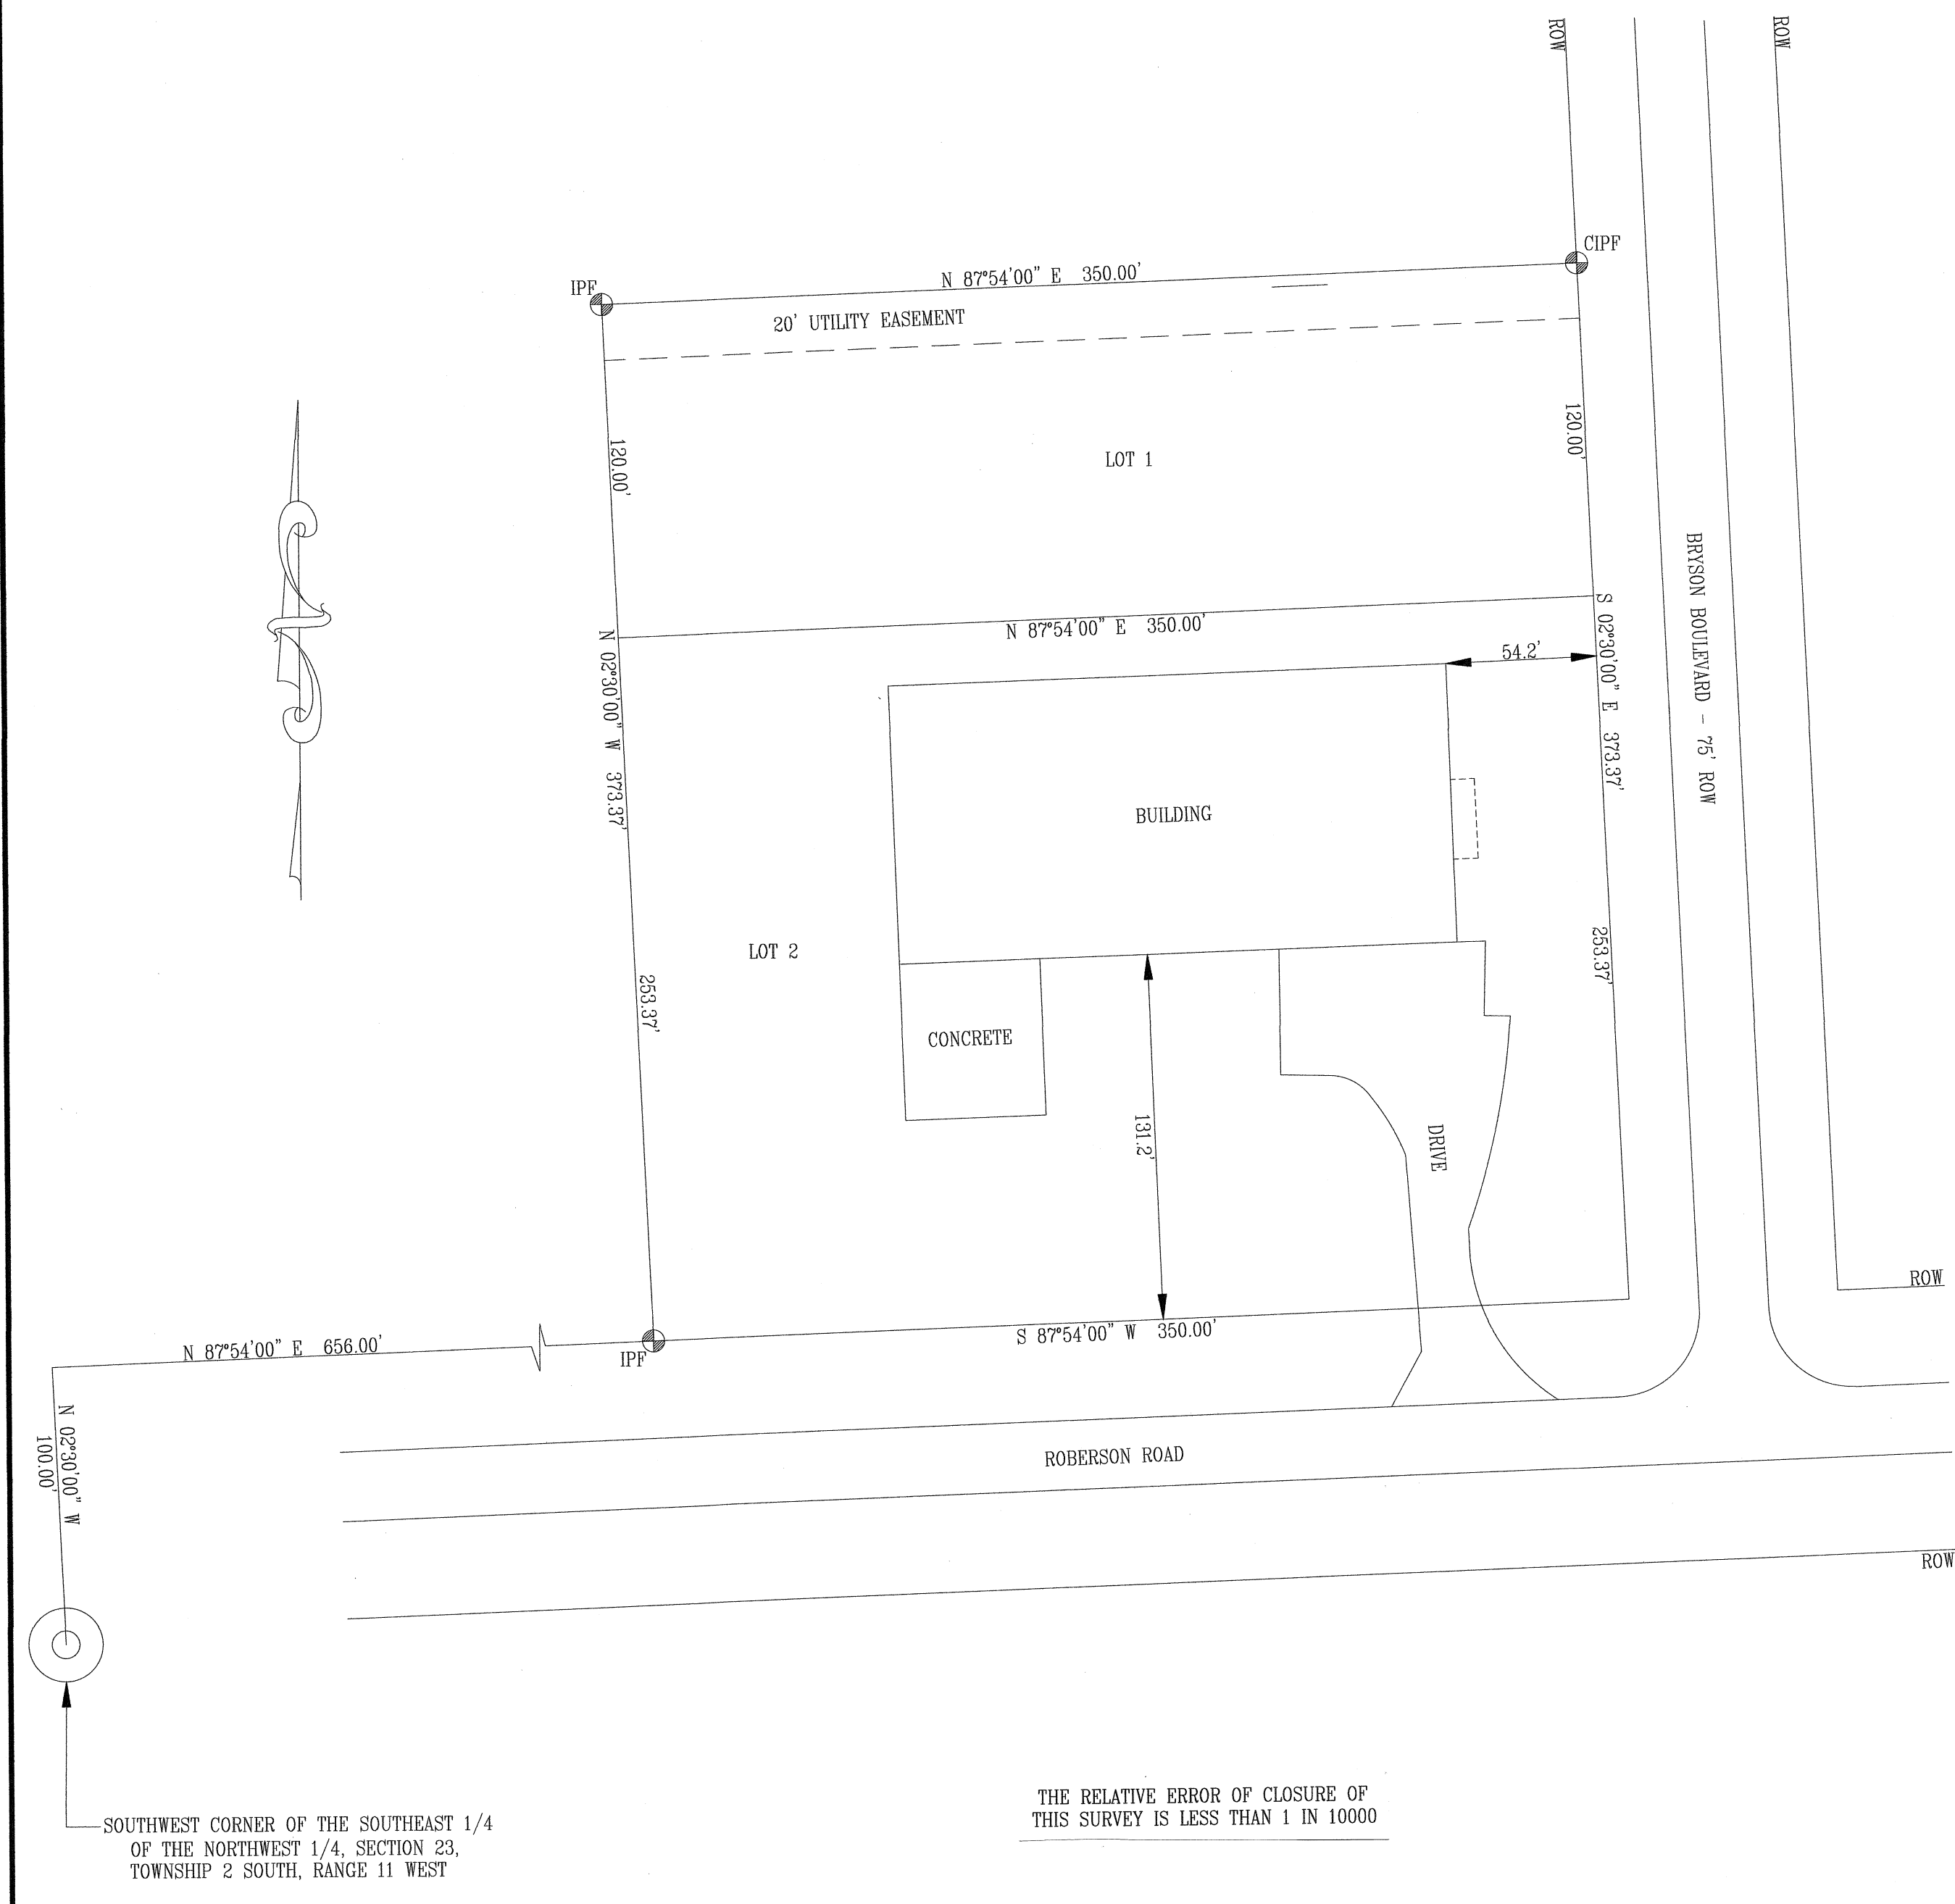 ROW
ROW
CIPF
IPF
N 87°54'00" E 350.00'
20' UTILITY EASEMENT
120.00'
120.00'
LOT 1
BRYSON BOULEVARD - 75' ROW
N 87°54'00" E 350.00'
S 02°30'00" E 373.37'
N 02°30'00" W 373.37'
54.2'
BUILDING
LOT 2
253.37'
253.37'
CONCRETE
131.2'
DRIVE
ROW
S 87°54'00" W 350.00'
N 87°54'00" E 656.00'
IPF
N 02°30'00" W
100.00'
ROBERSON ROAD
ROW
THE RELATIVE ERROR OF CLOSURE OF
THIS SURVEY IS LESS THAN 1 IN 10000
SOUTHWEST CORNER OF THE SOUTHEAST 1/4
OF THE NORTHWEST 1/4, SECTION 23,
TOWNSHIP 2 SOUTH, RANGE 11 WEST